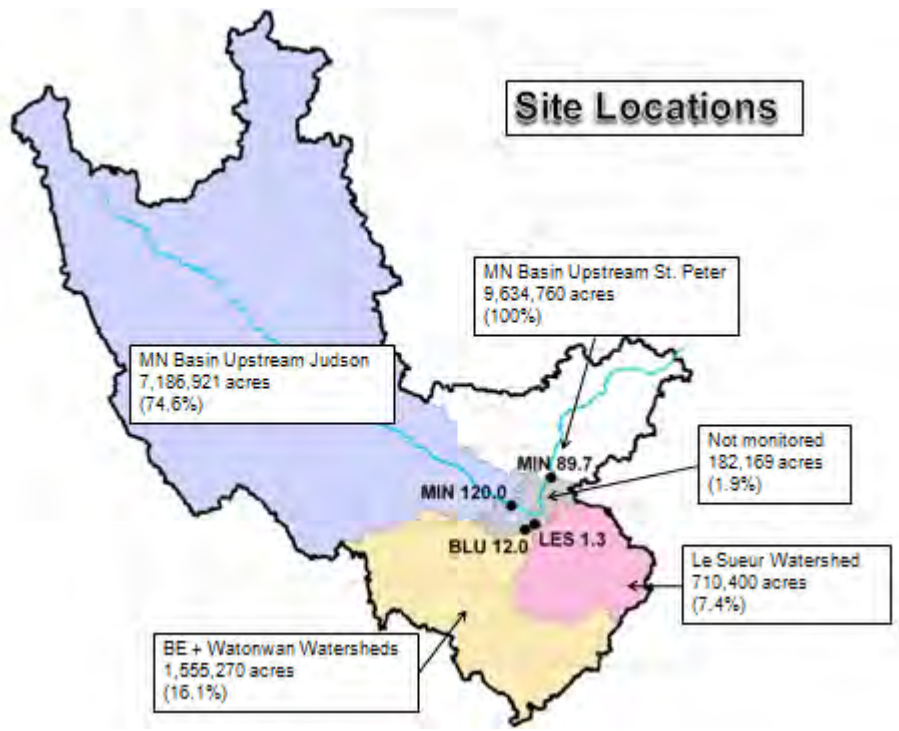 Site Locations
MN Basin Upstream St. Peter
9,634,760 acres
(100%)
MN Basin Upstream Judson
7,186,921 acres
(74.6%)
Not monitored
182,169 acres
(1.9%)
MIN 89.7
MIN 120.0
BLU 12.0
LES 1.3
Le Sueur Watershed
710,400 acres
(7.4%)
BE + Watonwan Watersheds
1,555,270 acres
(16.1%)